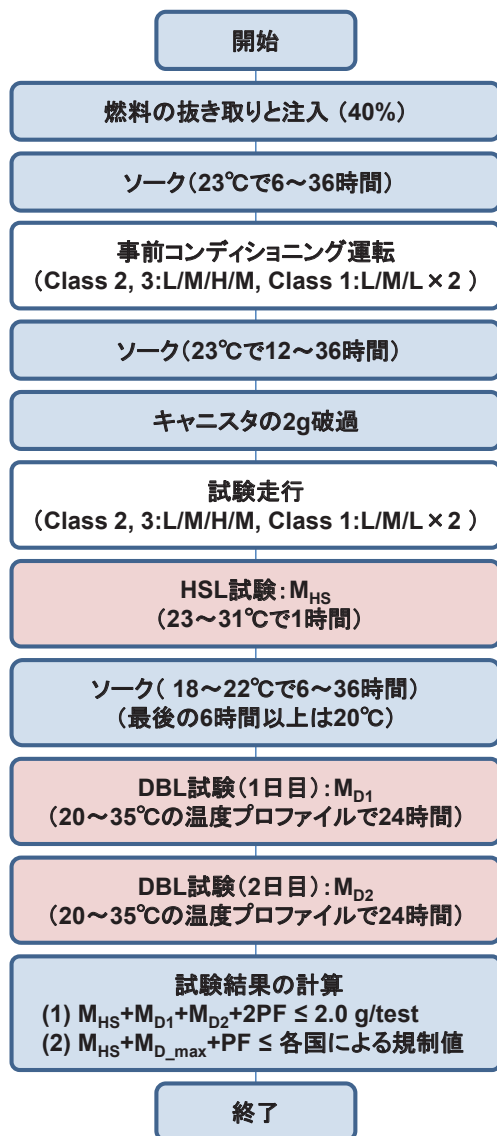 開始
燃料の抜き取りと注入（40%）
ソーク（23℃で6～36時間）
事前コンディショニング運転
（Class 2, 3:L/M/H/M, Class 1:L/M/L×2 ）
ソーク（23℃で12～36時間）
キャニスタの2g破過
試験走行
（Class 2, 3:L/M/H/M, Class 1:L/M/L×2 ）
HSL試験：M_HS
（23～31℃で1時間）
ソーク（ 18～22℃で6～36時間）
（最後の6時間以上は20℃）
DBL試験（1日目）：M_D1
（20～35℃の温度プロファイルで24時間）
DBL試験（2日目）：M_D2
（20～35℃の温度プロファイルで24時間）
試験結果の計算
(1) M_HS+M_D1+M_D2+2PF ≤ 2.0 g/test
(2) M_HS+M_D_max+PF ≤ 各国による規制値
終了